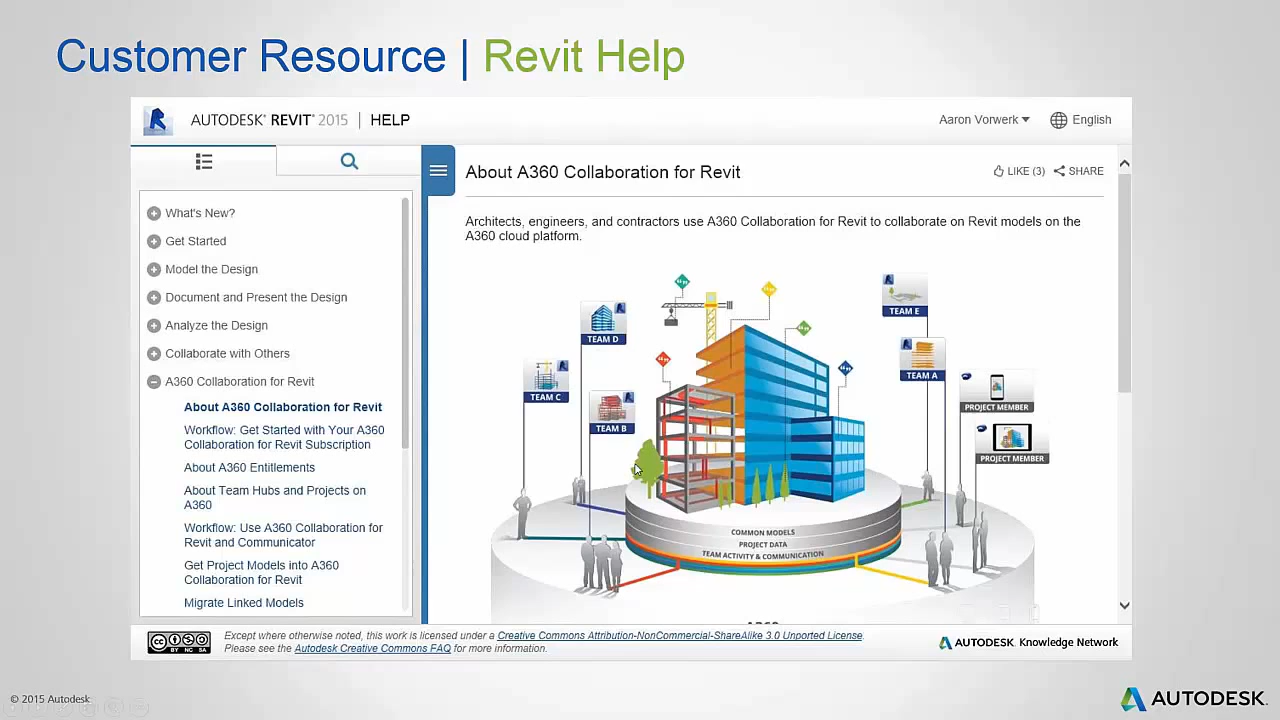 Customer Resource | Revit Help
AUTODESK® REVIT® 2015 | HELP
Aaron Vorwerk
English
What's New?
Get Started
Model the Design
Document and Present the Design
Analyze the Design
Collaborate with Others
A360 Collaboration for Revit
About A360 Collaboration for Revit
Workflow: Get Started with Your A360
Collaboration for Revit Subscription
About A360 Entitlements
About Team Hubs and Projects on
A360
Workflow: Use A360 Collaboration for
Revit and Communicator
Get Project Models into A360
Collaboration for Revit
Migrate Linked Models
About A360 Collaboration for Revit
LIKE (3)
SHARE
Architects, engineers, and contractors use A360 Collaboration for Revit to collaborate on Revit models on the
A360 cloud platform.
TEAM D
TEAM C
TEAM B
TEAM E
TEAM A
PROJECT MEMBER
PROJECT MEMBER
COMMON MODELS
PROJECT DATA
TEAM ACTIVITY & COMMUNICATION
BY NC SA
Except where otherwise noted, this work is licensed under a Creative Commons Attribution-NonCommercial-ShareAlike 3.0 Unported License.
Please see the Autodesk Creative Commons FAQ for more information.
AUTODESK. Knowledge Network
© 2015 Autodesk
AUTODESK.